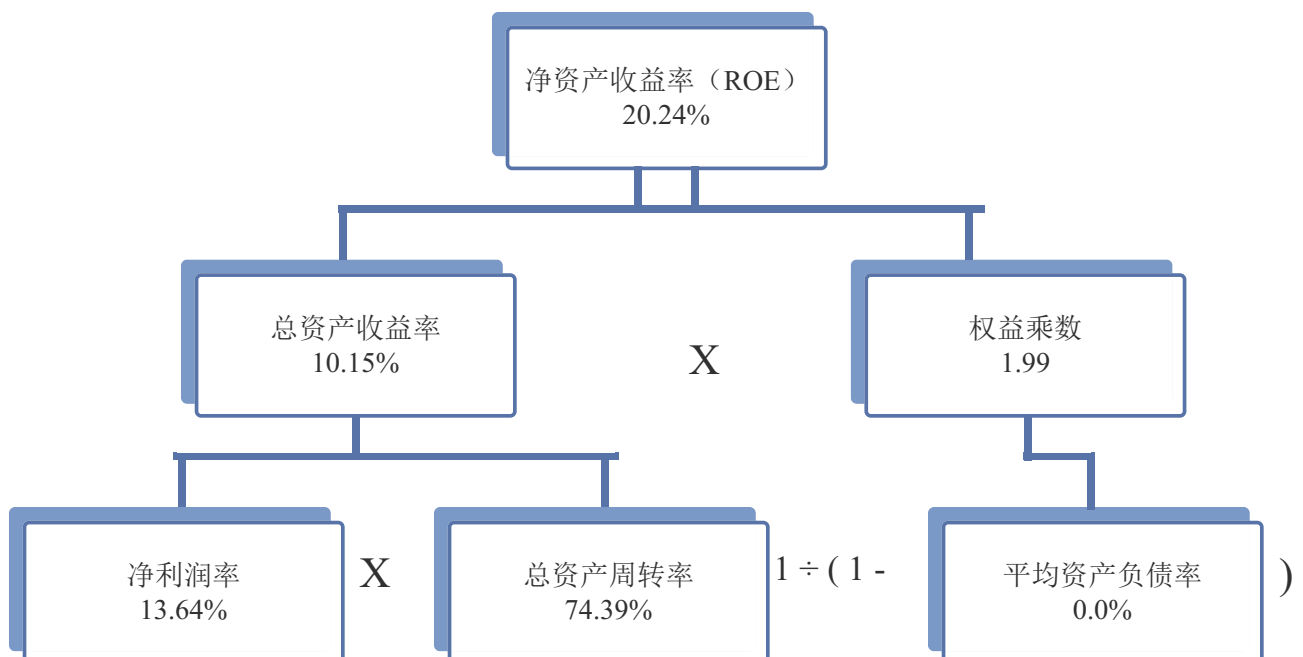 净资产收益率（ROE）
20.24%
总资产收益率
10.15%
X
权益乘数
1.99
净利润率
13.64%
X
总资产周转率
74.39%
1 ÷ ( 1 -
平均资产负债率
0.0%
)